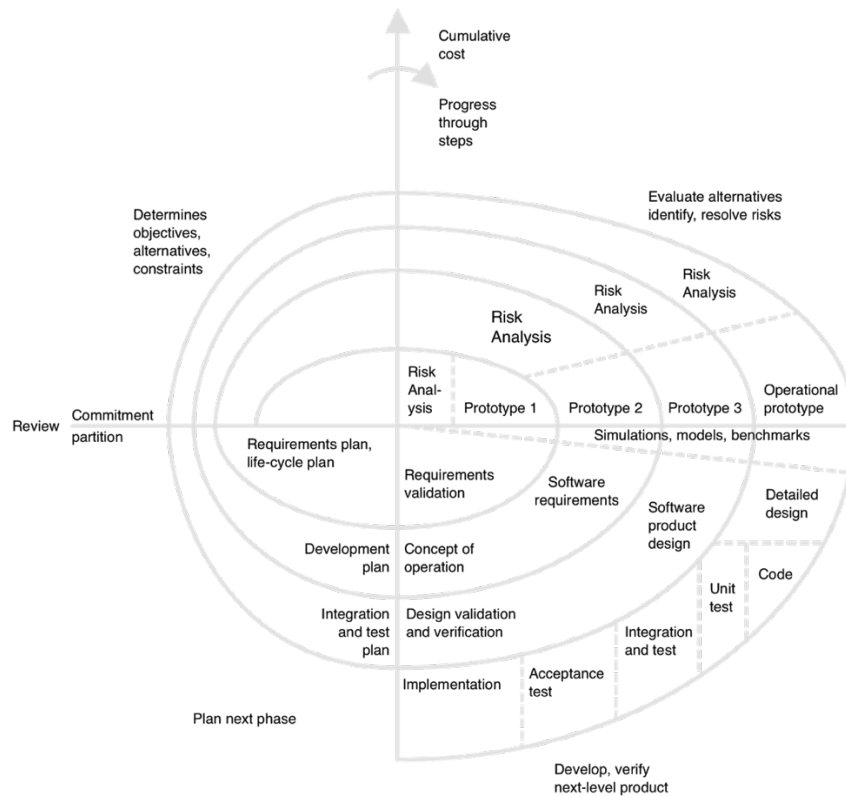 Cumulative
cost
Progress
through
steps
Evaluate alternatives
identify, resolve risks
Determines
objectives,
alternatives,
constraints
Risk
Analysis
Risk
Analysis
Risk
Analysis
Risk
Anal-
ysis
Prototype 1
Prototype 2
Prototype 3
Operational
prototype
Review
Commitment
partition
Simulations, models, benchmarks
Requirements plan,
life-cycle plan
Requirements
validation
Software
requirements
Software
product
design
Detailed
design
Development
plan
Concept of
operation
Unit
test
Code
Integration
and test
plan
Design validation
and verification
Integration
and test
Implementation
Acceptance
test
Plan next phase
Develop, verify
next-level product